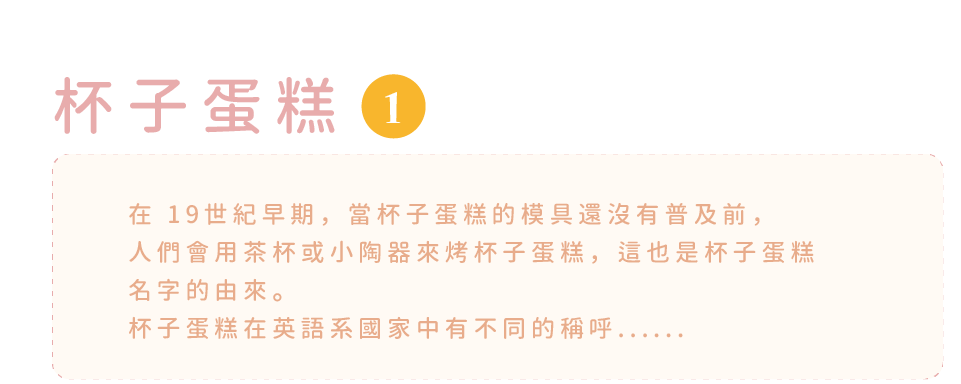 杯子蛋糕 1
在 19世紀早期，當杯子蛋糕的模具還沒有普及前，
人們會用茶杯或小陶器來烤杯子蛋糕，這也是杯子蛋糕
名字的由來。
杯子蛋糕在英語系國家中有不同的稱呼......